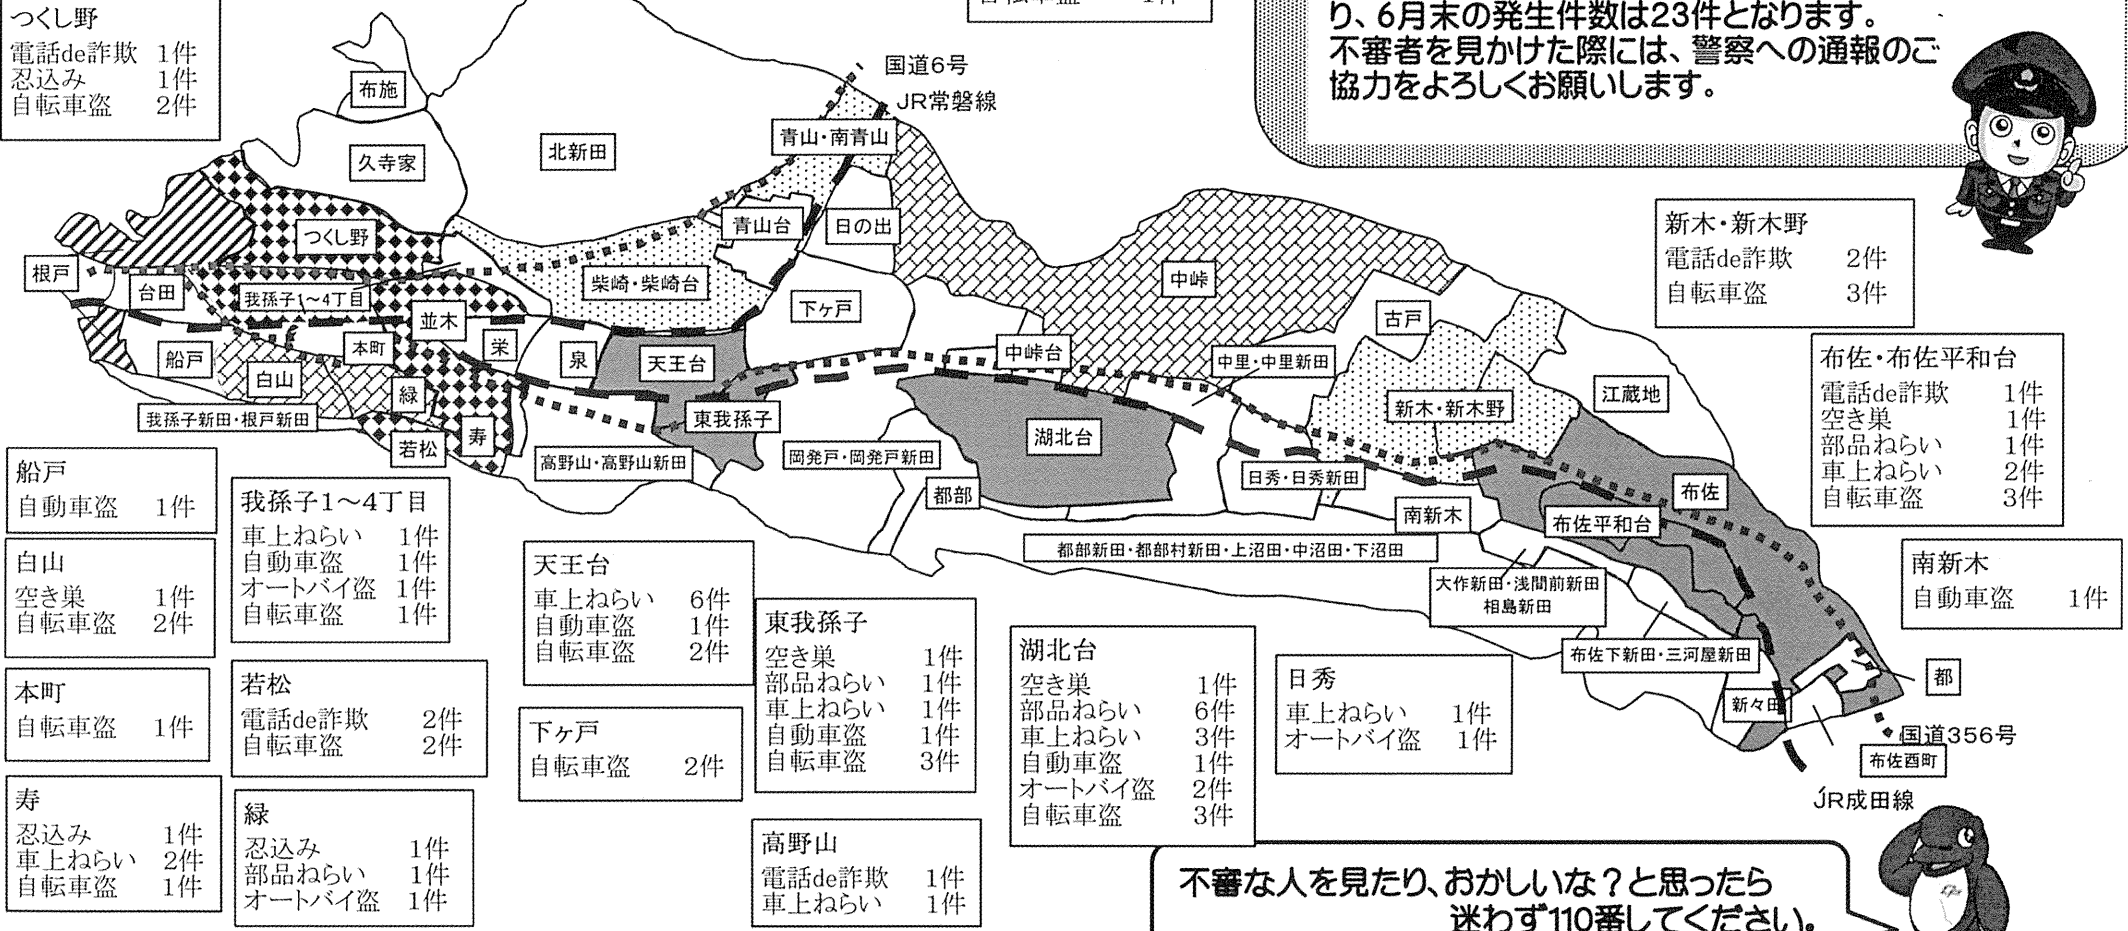 つくし野
電話de詐欺 1件
忍込み 1件
自転車盗 2件
り、6月末の発生件数は23件となります。
不審者を見かけた際には、警察への通報のご
協力をよろしくお願いします。
国道6号
JR常磐線
布施
久寺家
北新田
青山・南青山
青山台
日の出
つくし野
根戸
台田
我孫子1～4丁目
柴崎・柴崎台
下ヶ戸
中峠
古戸
並木
本町
栄
泉
天王台
中峠台
中里・中里新田
船戸
白山
緑
我孫子新田・根戸新田
若松
寿
東我孫子
高野山・高野山新田
岡発戸・岡発戸新田
都部
湖北台
新木・新木野
江蔵地
日秀・日秀新田
南新木
布佐
布佐平和台
都部新田・都部村新田・上沼田・中沼田・下沼田
大作新田・浅間前新田
相島新田
布佐下新田・三河屋新田
都
新々田
国道356号
布佐酉町
JR成田線
新木・新木野
電話de詐欺 2件
自転車盗 3件
布佐・布佐平和台
電話de詐欺 1件
空き巣 1件
部品ねらい 1件
車上ねらい 2件
自転車盗 3件
南新木
自動車盗 1件
船戸
自動車盗 1件
我孫子1～4丁目
車上ねらい 1件
自動車盗 1件
オートバイ盗 1件
自転車盗 1件
白山
空き巣 1件
自転車盗 2件
天王台
車上ねらい 6件
自動車盗 1件
自転車盗 2件
東我孫子
空き巣 1件
部品ねらい 1件
車上ねらい 1件
自動車盗 1件
自転車盗 3件
湖北台
空き巣 1件
部品ねらい 6件
車上ねらい 3件
自動車盗 1件
オートバイ盗 2件
自転車盗 3件
日秀
車上ねらい 1件
オートバイ盗 1件
本町
自転車盗 1件
若松
電話de詐欺 2件
自転車盗 2件
下ヶ戸
自転車盗 2件
寿
忍込み 1件
車上ねらい 2件
自転車盗 1件
緑
忍込み 1件
部品ねらい 1件
オートバイ盗 1件
高野山
電話de詐欺 1件
車上ねらい 1件
不審な人を見たり、おかしいな？と思ったら
迷わず110番してください。